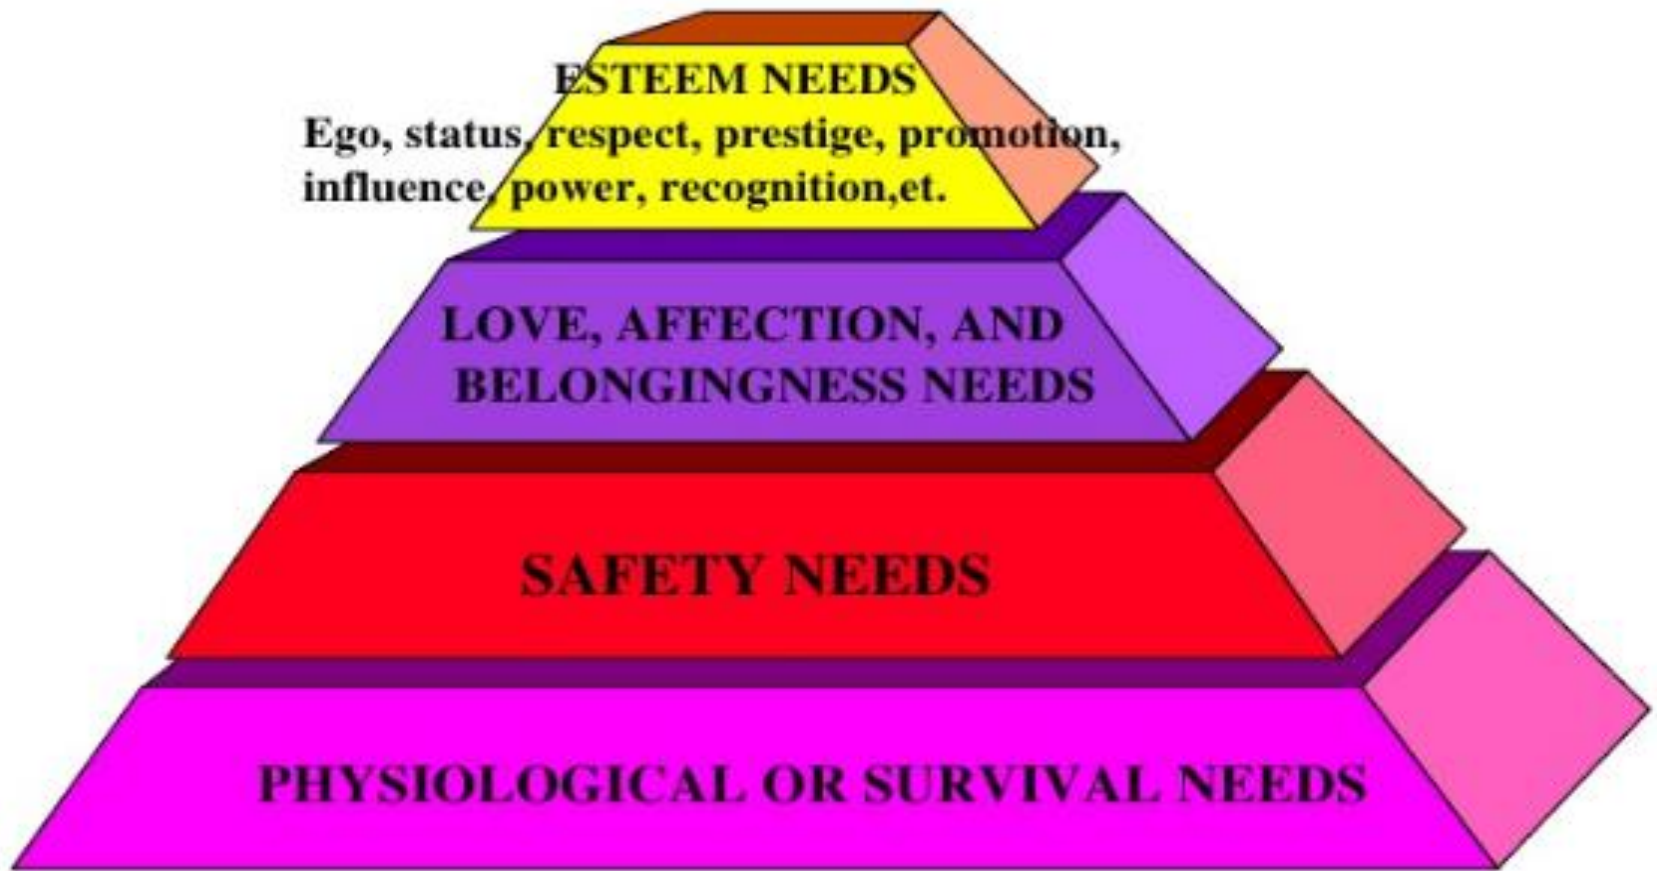 ESTEEM NEEDS
Ego, status, respect, prestige, promotion,
influence, power, recognition,et.
LOVE, AFFECTION, AND
BELONGINGNESS NEEDS
SAFETY NEEDS
PHYSIOLOGICAL OR SURVIVAL NEEDS